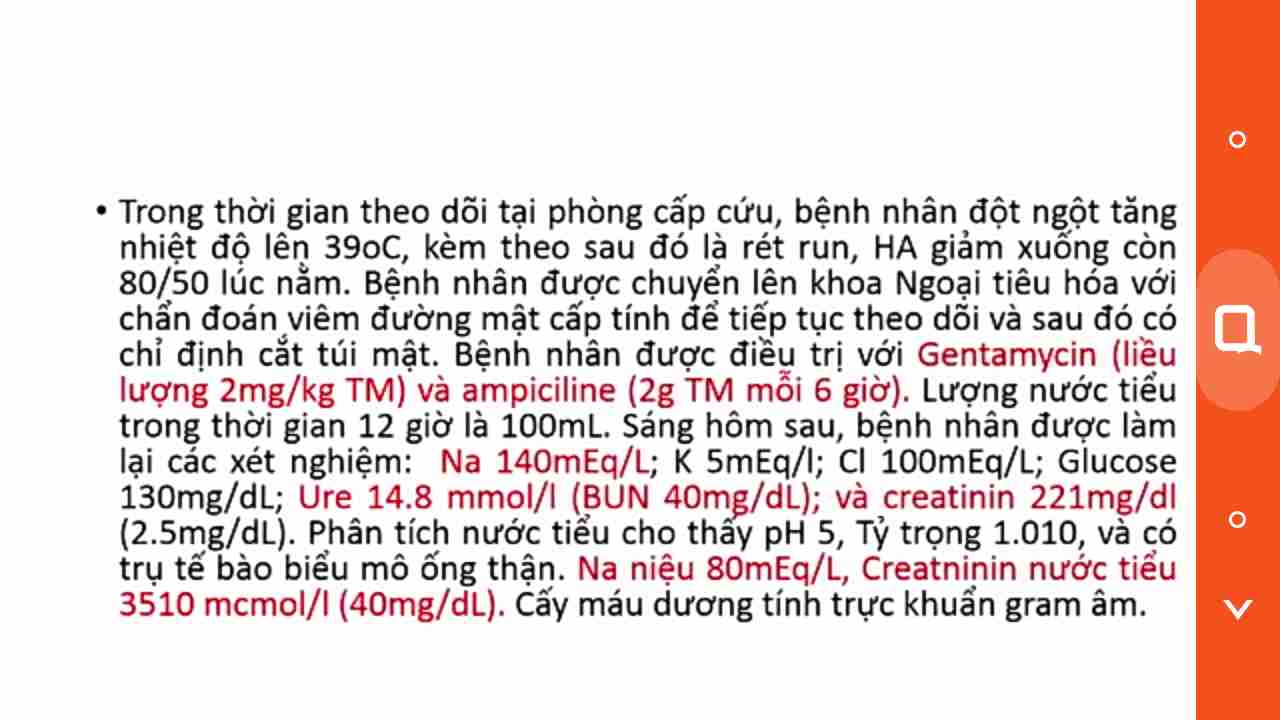 • Trong thời gian theo dõi tại phòng cấp cứu, bệnh nhân đột ngột tăng
nhiệt độ lên 39oC, kèm theo sau đó là rét run, HA giảm xuống còn
80/50 lúc nằm. Bệnh nhân được chuyển lên khoa Ngoại tiêu hóa với
chẩn đoán viêm đường mật cấp tính để tiếp tục theo dõi và sau đó có
chỉ định cắt túi mật. Bệnh nhân được điều trị với Gentamycin (liều
lượng 2mg/kg TM) và ampiciline (2g TM mỗi 6 giờ). Lượng nước tiểu
trong thời gian 12 giờ là 100mL. Sáng hôm sau, bệnh nhân được làm
lại các xét nghiệm: Na 140mEq/L; K 5mEq/l; Cl 100mEq/L; Glucose
130mg/dL; Ure 14.8 mmol/l (BUN 40mg/dL); và creatinin 221mg/dl
(2.5mg/dL). Phân tích nước tiểu cho thấy pH 5, Tỷ trọng 1.010, và có
trụ tế bào biểu mô ống thận. Na niệu 80mEq/L, Creatninin nước tiểu
3510 mcmol/l (40mg/dL). Cấy máu dương tính trực khuẩn gram âm.